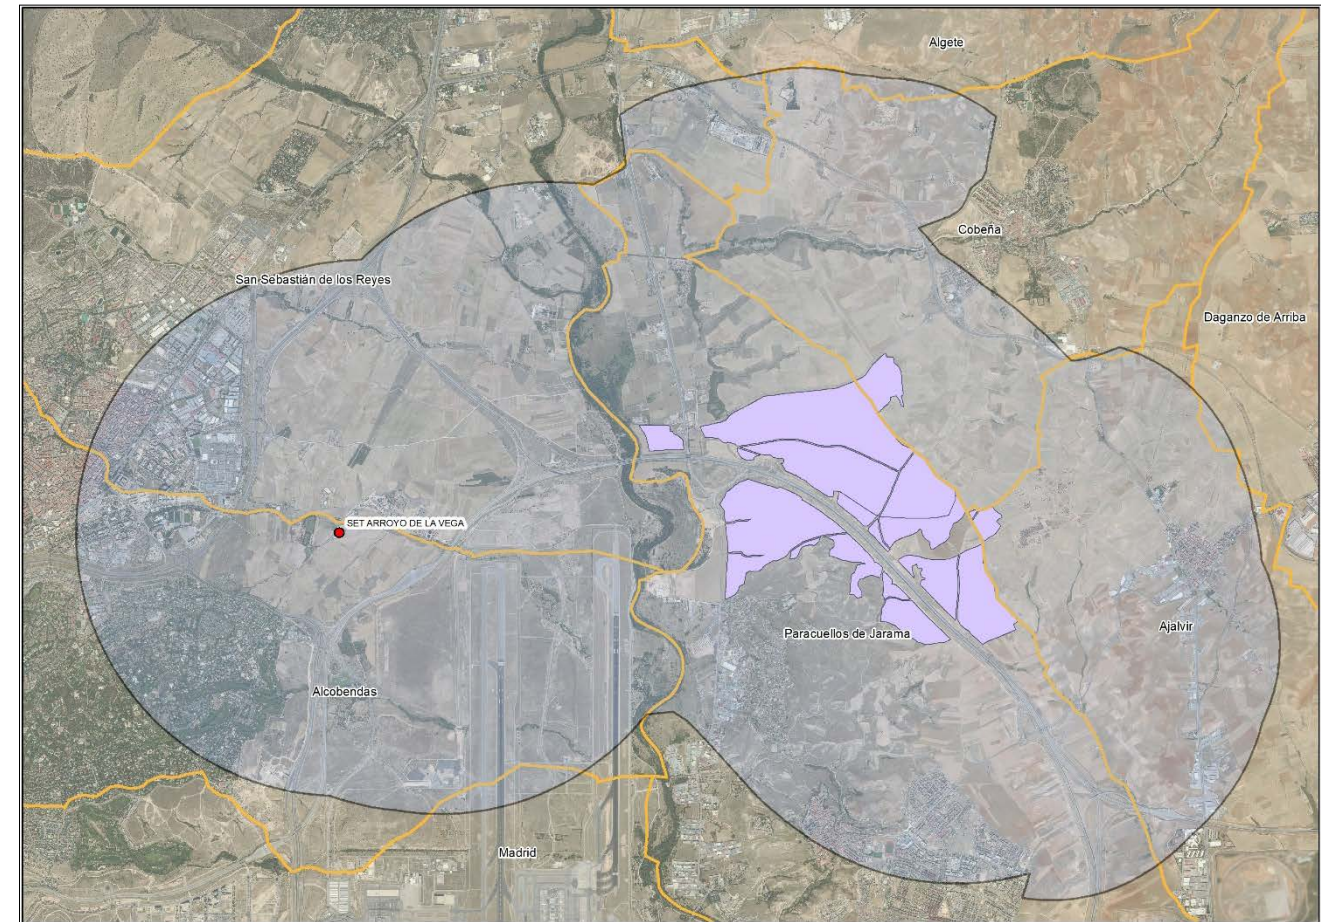 Algete
Cobeña
San Sebastián de los Reyes
Daganzo de Arriba
SET ARROYO DE LA VEGA
Ajalvir
Paracuellos de Jarama
Alcobendas
Madrid